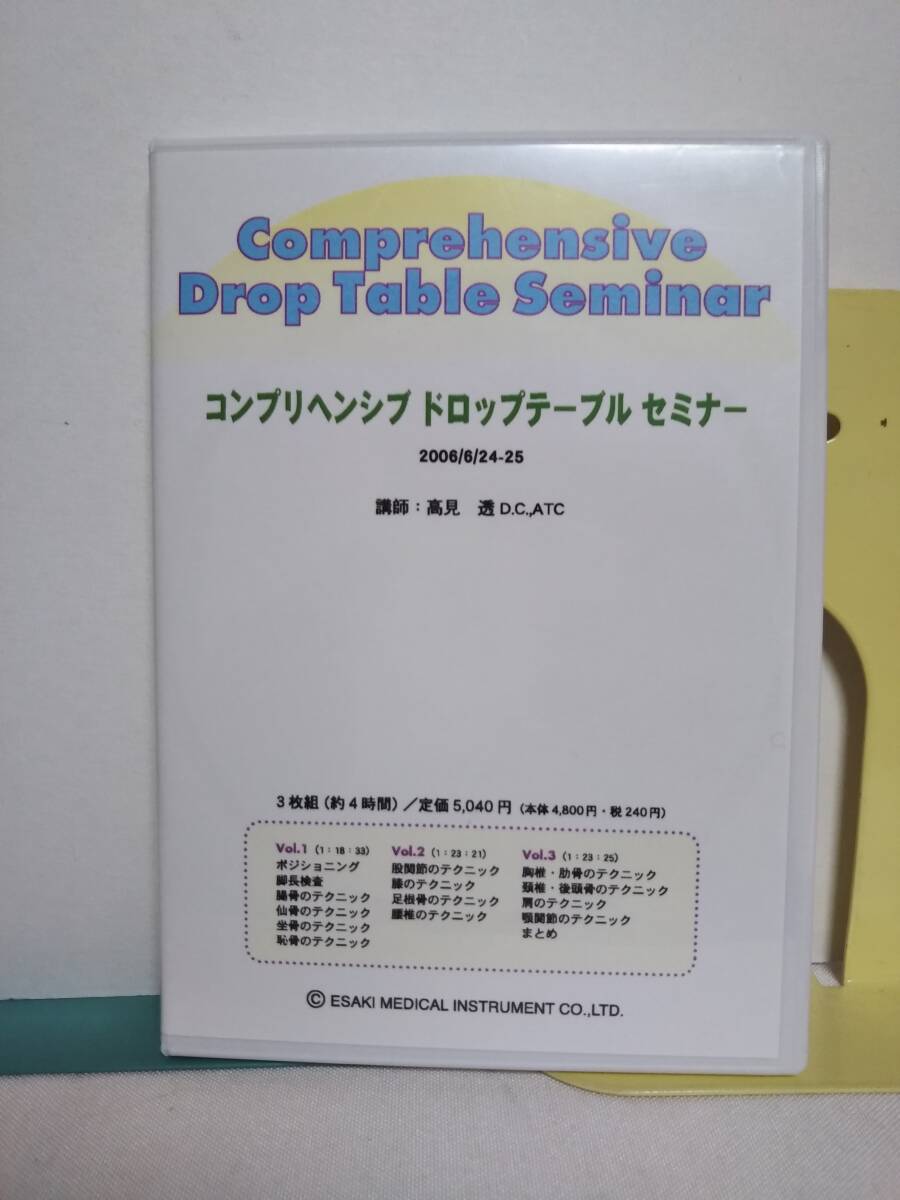 Comprehensive
Drop Table Seminar
コンプリヘンシブ ドロップテーブル セミナー
2006/6/24-25
講師：高見　透 D.C.,ATC
3枚組（約4時間）／定価5,040円（本体4,800円・税240円）
Vol.1（1：18：33）
ポジショニング
脚長検査
腸骨のテクニック
仙骨のテクニック
坐骨のテクニック
恥骨のテクニック
Vol.2（1：23：21）
股関節のテクニック
膝のテクニック
足根骨のテクニック
腰椎のテクニック
Vol.3（1：23：25）
胸椎・肋骨のテクニック
頚椎・後頭骨のテクニック
肩のテクニック
顎関節のテクニック
まとめ
© ESAKI MEDICAL INSTRUMENT CO.,LTD.